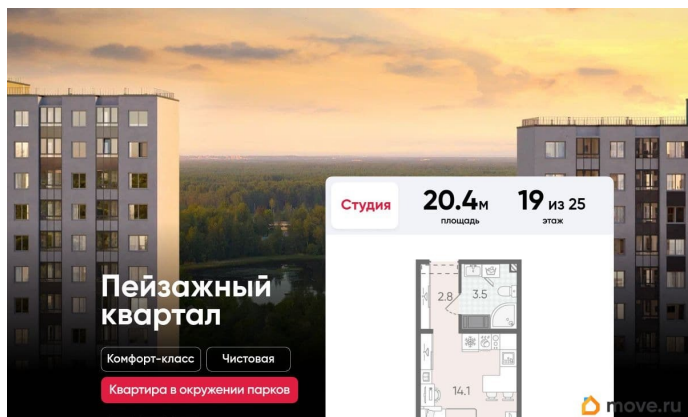 Студия
20.4м
площадь
19 из 25
этаж
Пейзажный
квартал
Комфорт-класс
Чистовая
Квартира в окружении парков
2.8
3.5
14.1
move.ru